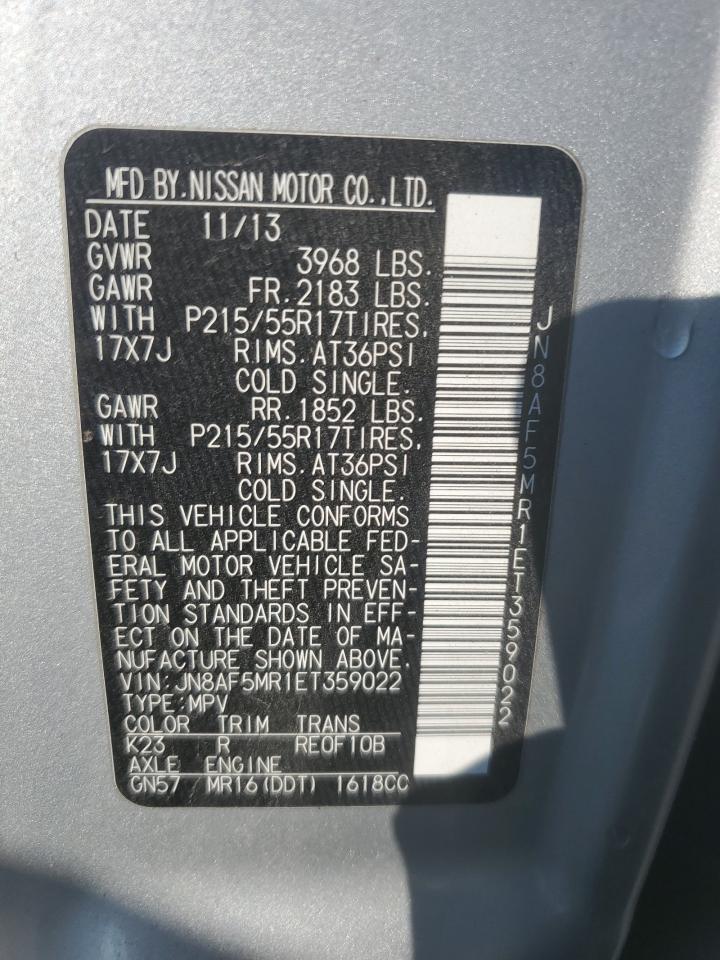 MFD BY.NISSAN MOTOR CO.,LTD.
DATE 11/13
GVWR 3968 LBS.
GAWR FR.2183 LBS.
WITH P215/55R17TIRES,
17X7J RIMS.AT36PSI
COLD SINGLE.
GAWR RR.1852 LBS.
WITH P215/55R17TIRES,
17X7J RIMS.AT36PSI
COLD SINGLE.
THIS VEHICLE CONFORMS
TO ALL APPLICABLE FED-
ERAL MOTOR VEHICLE SA-
FETY AND THEFT PREVEN-
TION STANDARDS IN EFF-
ECT ON THE DATE OF MA-
NUFACTURE SHOWN ABOVE.
VIN:JN8AF5MR1ET359022
TYPE:MPV
COLOR TRIM TRANS
K23 R RE0F10B
AXLE ENGINE
GN57 MR16(DDT) 1618CC
JN8AF5MR1ET359022